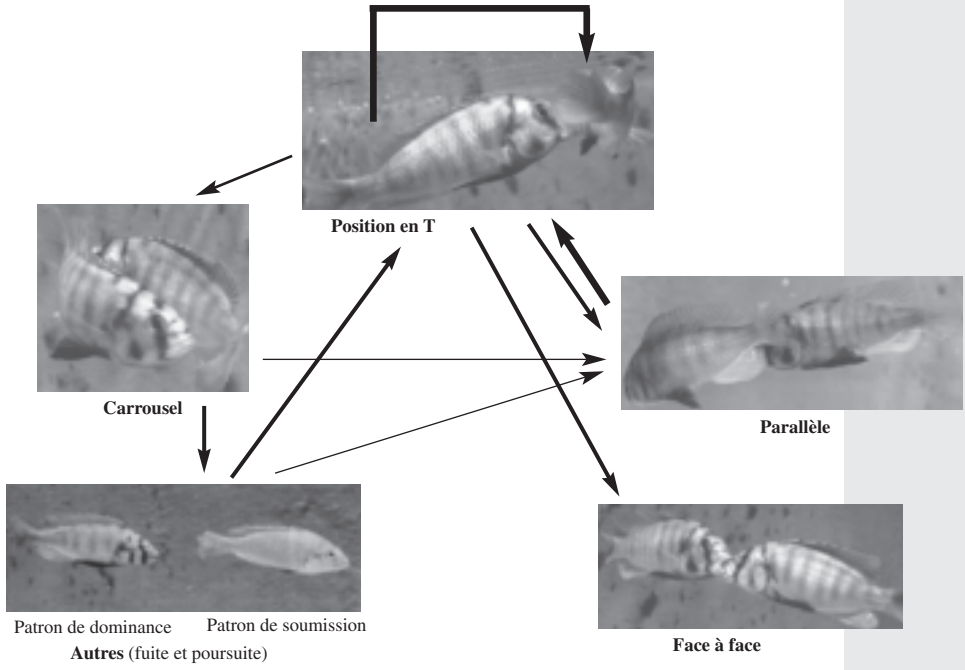 Position en T
Carrousel
Parallèle
Patron de dominance
Patron de soumission
Autres (fuite et poursuite)
Face à face